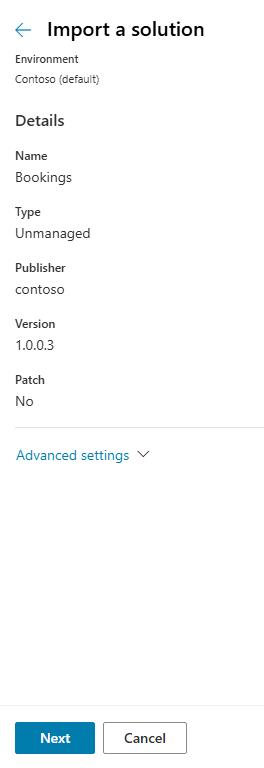 Import a solution
Environment
Contoso (default)
Details
Name
Bookings
Type
Unmanaged
Publisher
contoso
Version
1.0.0.3
Patch
No
Advanced settings
Next
Cancel